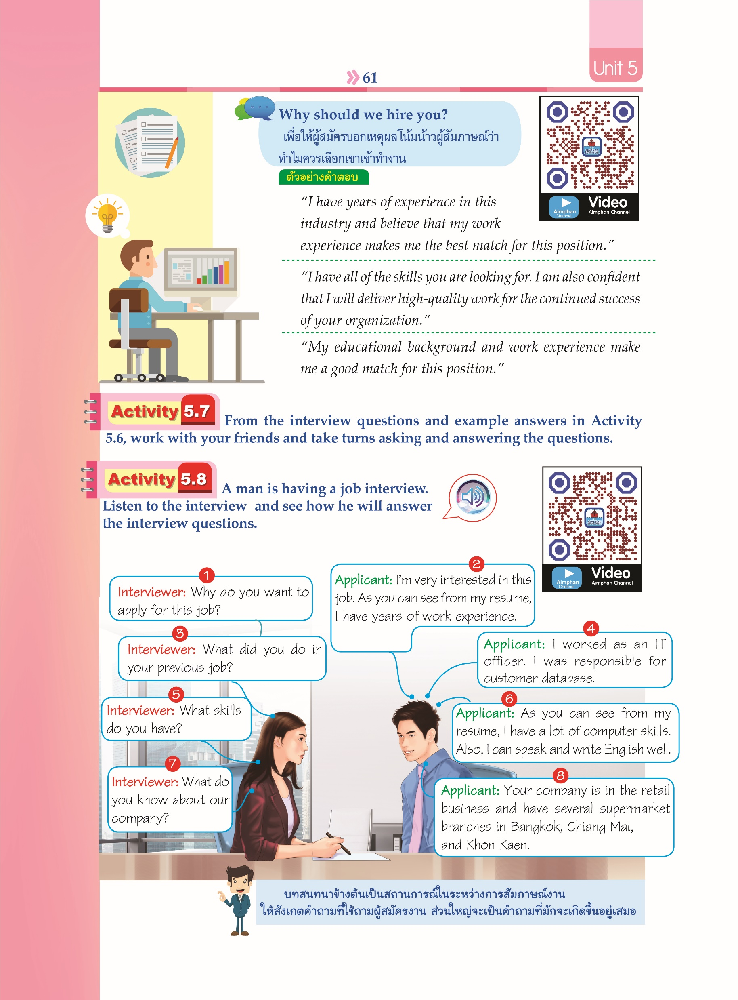 Unit 5
61
Why should we hire you?
เพื่อให้ผู้สมัครบอกเหตุผลโน้มน้าวผู้สัมภาษณ์ว่า
ทำไมควรเลือกเขาเข้าทำงาน
ตัวอย่างคำตอบ
“I have years of experience in this
industry and believe that my work
experience makes me the best match for this position.”
“I have all of the skills you are looking for. I am also confident
that I will deliver high-quality work for the continued success
of your organization.”
“My educational background and work experience make
me a good match for this position.”
A.P.
AIMPHAN
EDUCATION
Aimphan
Channel
Video
Aimphan Channel
Activity 5.7
From the interview questions and example answers in Activity
5.6, work with your friends and take turns asking and answering the questions.
Activity 5.8
A man is having a job interview.
Listen to the interview and see how he will answer
the interview questions.
A.P.
AIMPHAN
EDUCATION
Aimphan
Channel
Video
Aimphan Channel
1
Interviewer: Why do you want to
apply for this job?
2
Applicant: I’m very interested in this
job. As you can see from my resume,
I have years of work experience.
3
Interviewer: What did you do in
your previous job?
4
Applicant: I worked as an IT
officer. I was responsible for
customer database.
5
Interviewer: What skills
do you have?
6
Applicant: As you can see from my
resume, I have a lot of computer skills.
Also, I can speak and write English well.
7
Interviewer: What do
you know about our
company?
8
Applicant: Your company is in the retail
business and have several supermarket
branches in Bangkok, Chiang Mai,
and Khon Kaen.
บทสนทนาข้างต้นเป็นสถานการณ์ในระหว่างการสัมภาษณ์งาน
ให้สังเกตคำถามที่ใช้ถามผู้สมัครงาน ส่วนใหญ่จะเป็นคำถามที่มักจะเกิดขึ้นอยู่เสมอ